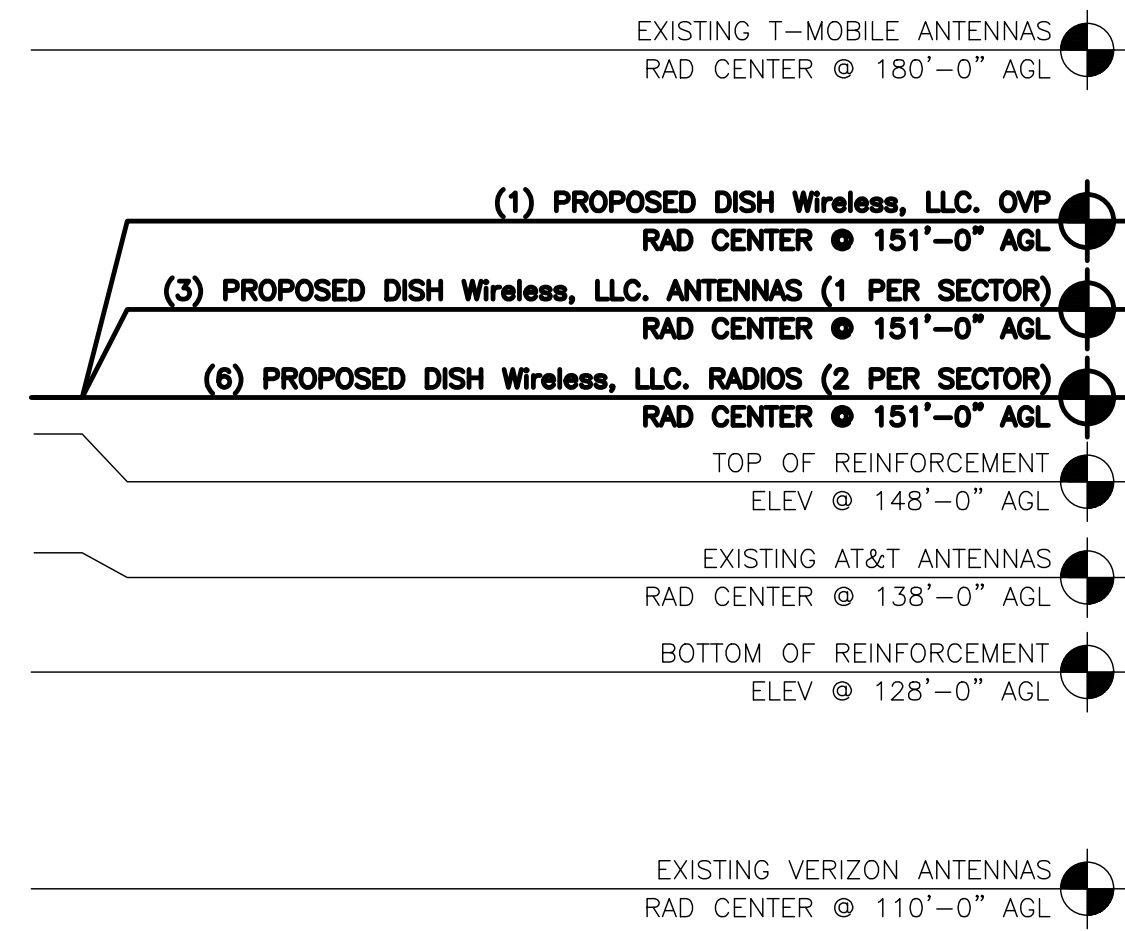 EXISTING T-MOBILE ANTENNAS
RAD CENTER @ 180'-0" AGL
(1) PROPOSED DISH Wireless, LLC. OVP
RAD CENTER @ 151'-0" AGL
(3) PROPOSED DISH Wireless, LLC. ANTENNAS (1 PER SECTOR)
RAD CENTER @ 151'-0" AGL
(6) PROPOSED DISH Wireless, LLC. RADIOS (2 PER SECTOR)
RAD CENTER @ 151'-0" AGL
TOP OF REINFORCEMENT
ELEV @ 148'-0" AGL
EXISTING AT&T ANTENNAS
RAD CENTER @ 138'-0" AGL
BOTTOM OF REINFORCEMENT
ELEV @ 128'-0" AGL
EXISTING VERIZON ANTENNAS
RAD CENTER @ 110'-0" AGL